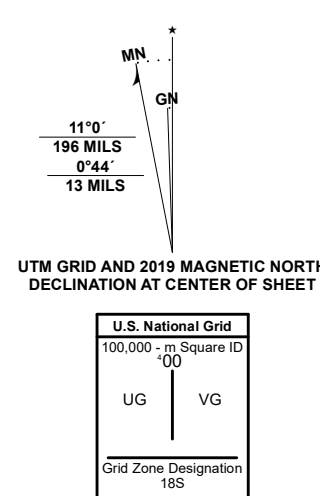 ★
MN
GN
11°0´
196 MILS
0°44´
13 MILS
UTM GRID AND 2019 MAGNETIC NORTH
DECLINATION AT CENTER OF SHEET
U.S. National Grid
100,000 - m Square ID
⁴00
UG VG
Grid Zone Designation
18S